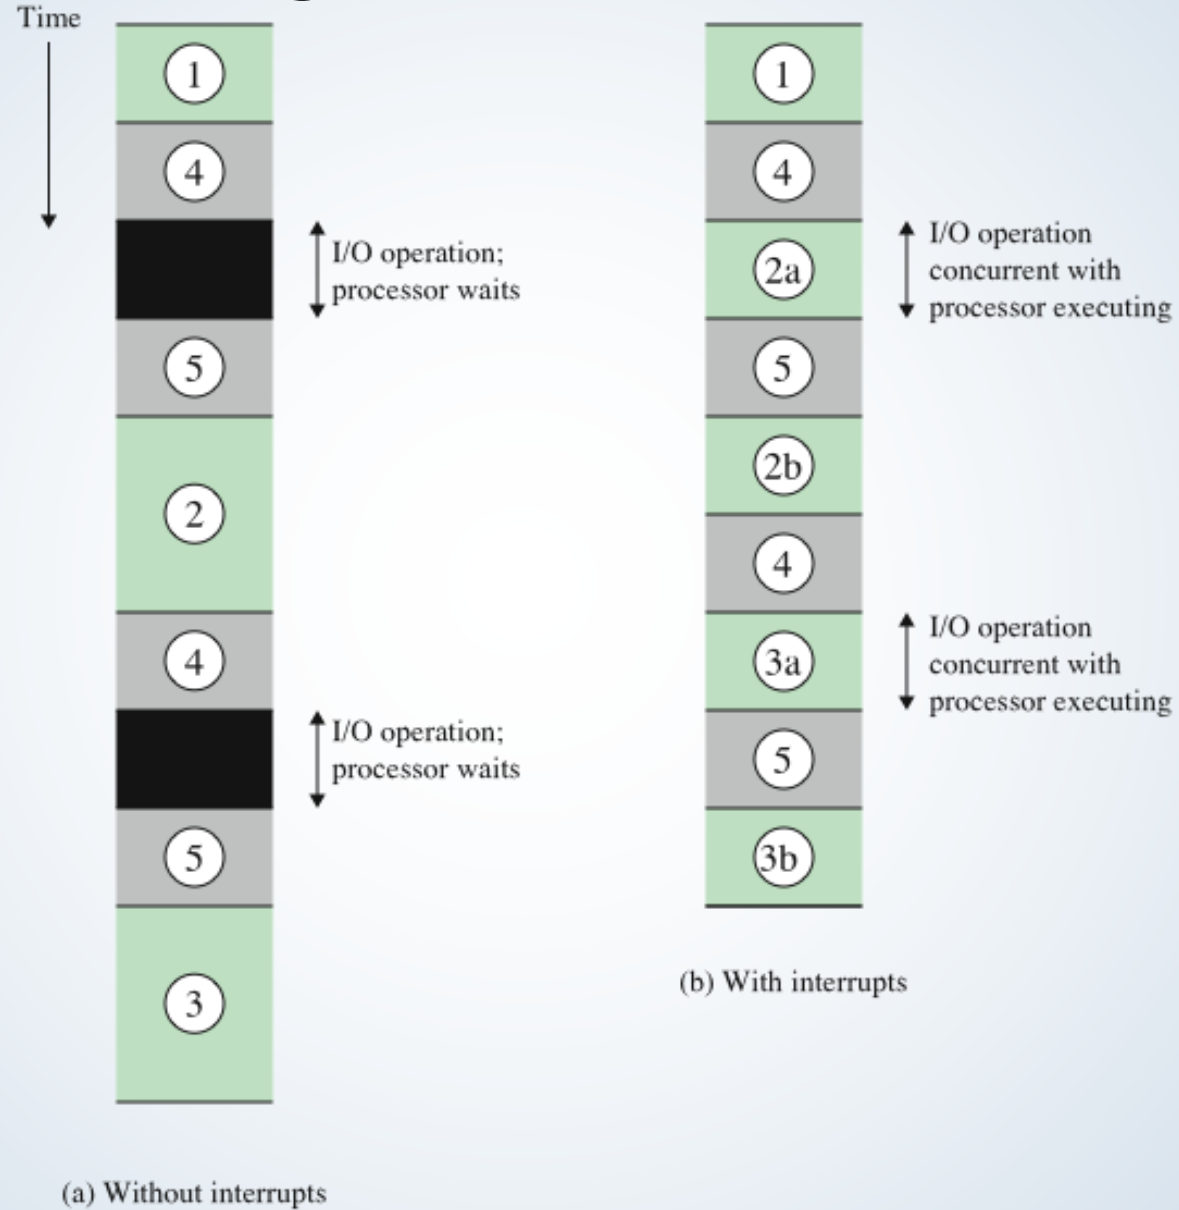 Time
1
4
I/O operation;
processor waits
5
2
4
I/O operation;
processor waits
5
3
(a) Without interrupts
1
4
2a
I/O operation
concurrent with
processor executing
5
2b
4
3a
I/O operation
concurrent with
processor executing
5
3b
(b) With interrupts